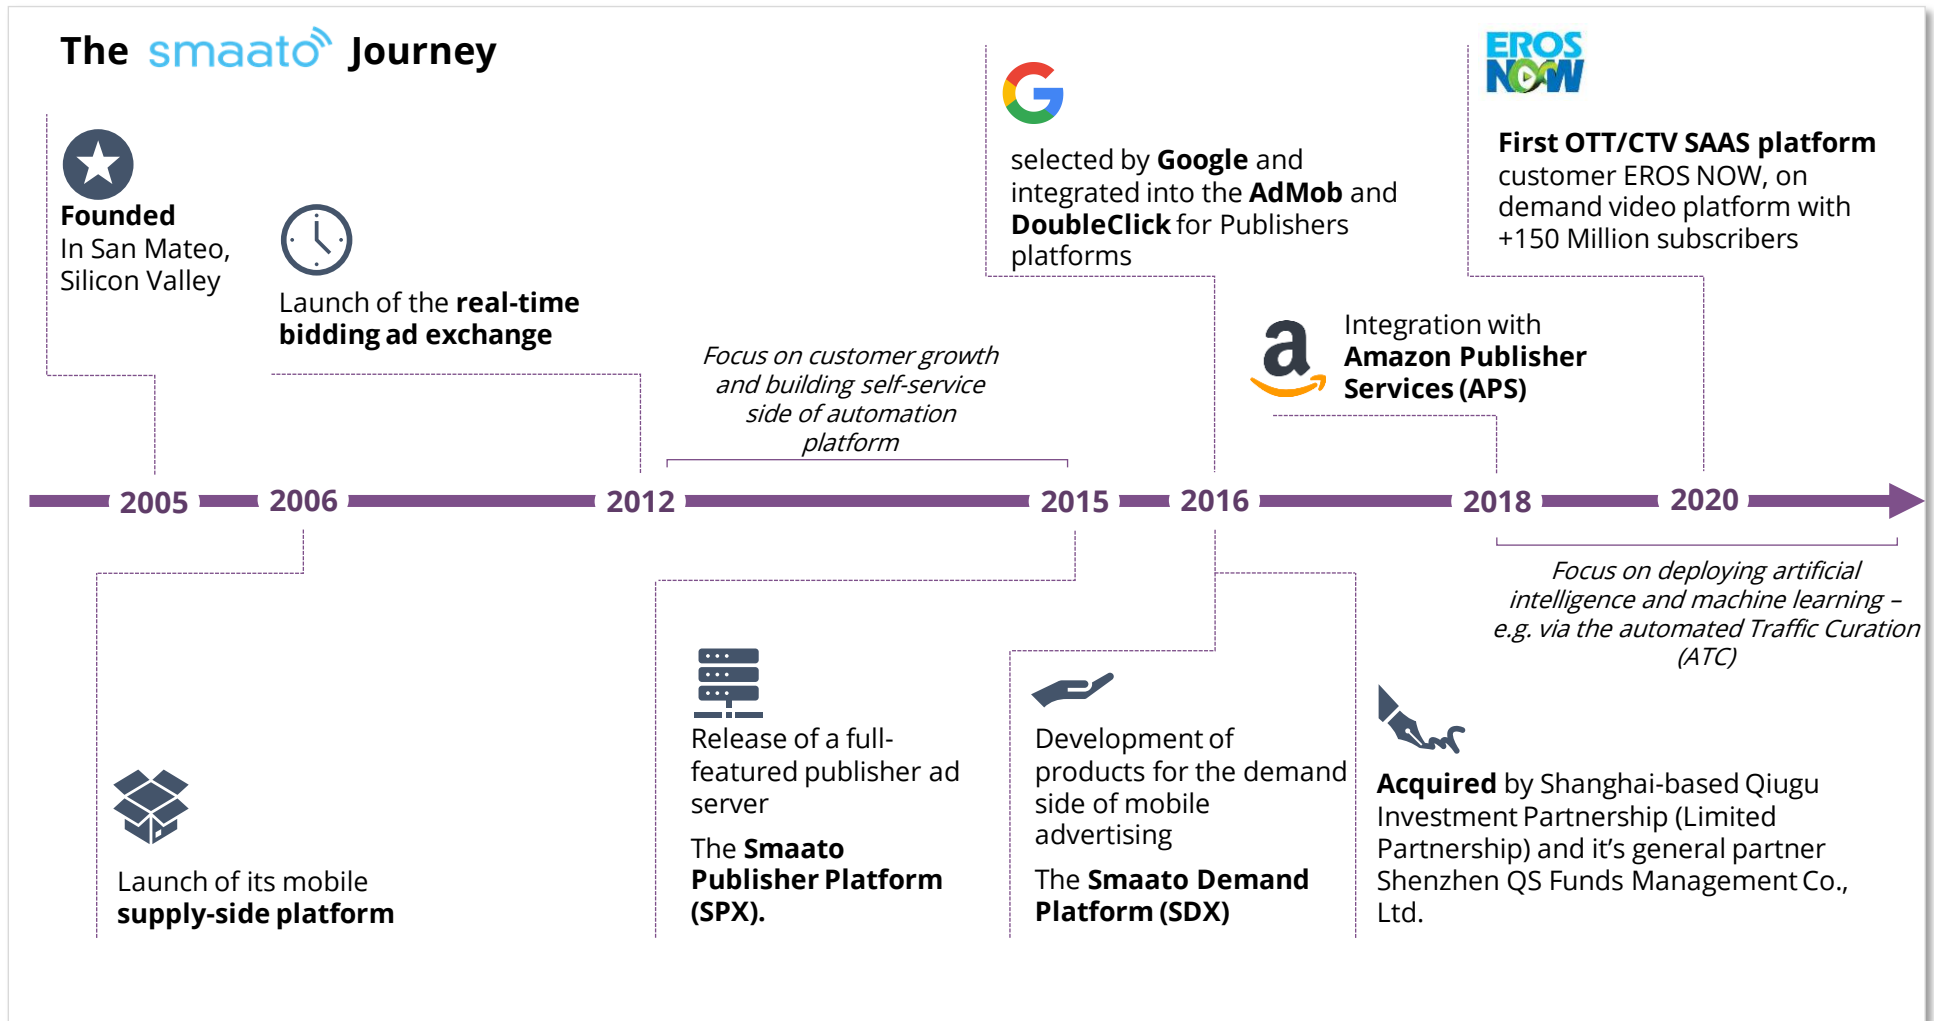 The smaato Journey
Founded
In San Mateo,
Silicon Valley
Launch of the real-time
bidding ad exchange
Focus on customer growth
and building self-service
side of automation
platform
selected by Google and
integrated into the AdMob and
DoubleClick for Publishers
platforms
a
Integration with
Amazon Publisher
Services (APS)
EROS
NOW
First OTT/CTV SAAS platform
customer EROS NOW, on
demand video platform with
+150 Million subscribers
2005
2006
2012
2015
2016
2018
2020
Launch of its mobile
supply-side platform
Release of a full-
featured publisher ad
server
The Smaato
Publisher Platform
(SPX).
Development of
products for the demand
side of mobile
advertising
The Smaato Demand
Platform (SDX)
Acquired by Shanghai-based Qiugu
Investment Partnership (Limited
Partnership) and it’s general partner
Shenzhen QS Funds Management Co.,
Ltd.
Focus on deploying artificial
intelligence and machine learning –
e.g. via the automated Traffic Curation
(ATC)